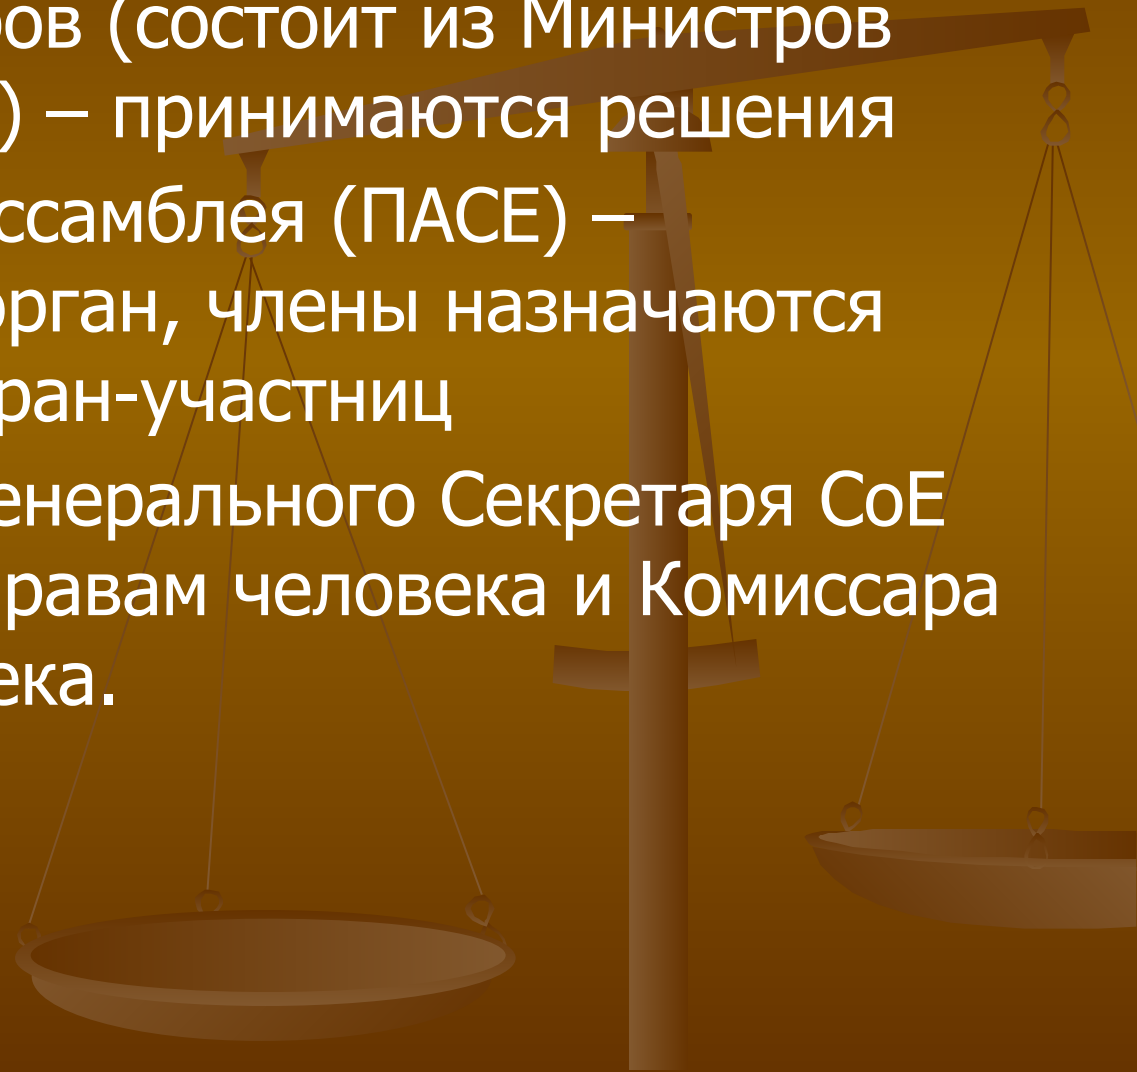 ов (состоит из Министров
) – принимаются решения
ссамблея (ПАСЕ) –
орган, члены назначаются
ран-участниц
енерального Секретаря СоЕ
равам человека и Комиссара
ека.